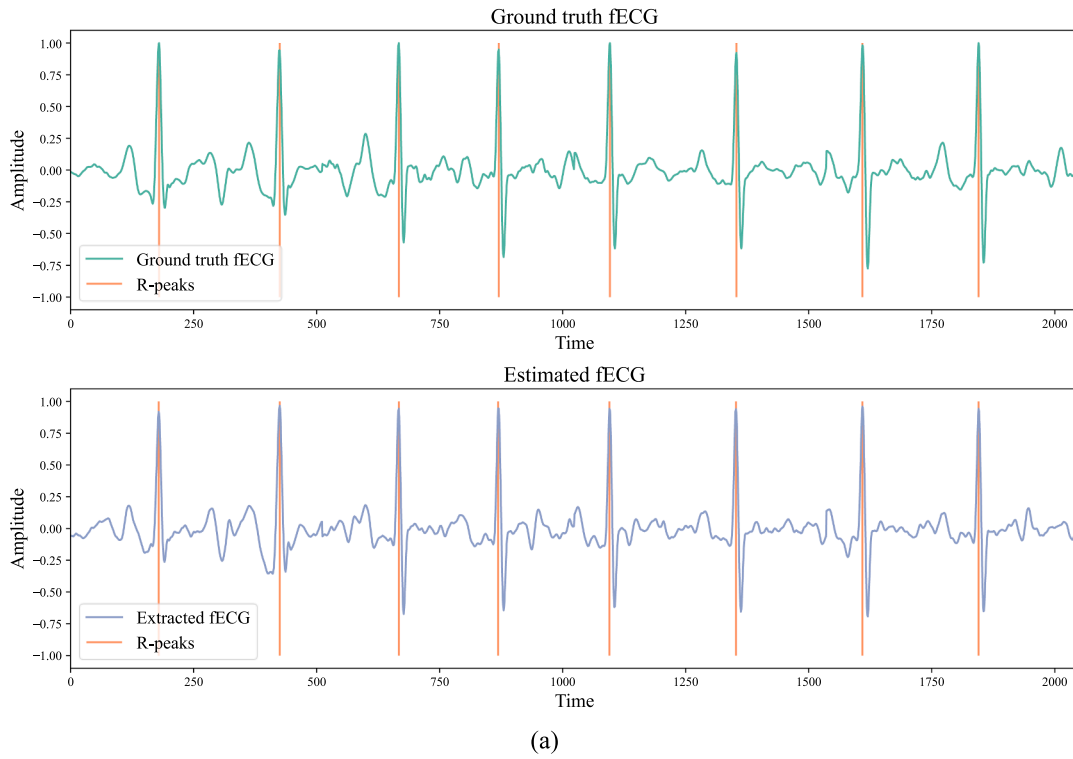 Ground truth fECG
1.00
0.75
0.50
0.25
0.00
−0.25
−0.50
−0.75
−1.00
Amplitude
Ground truth fECG
R-peaks
0 250 500 750 1000 1250 1500 1750 2000
Time
Estimated fECG
1.00
0.75
0.50
0.25
0.00
−0.25
−0.50
−0.75
−1.00
Amplitude
Extracted fECG
R-peaks
0 250 500 750 1000 1250 1500 1750 2000
Time
(a)